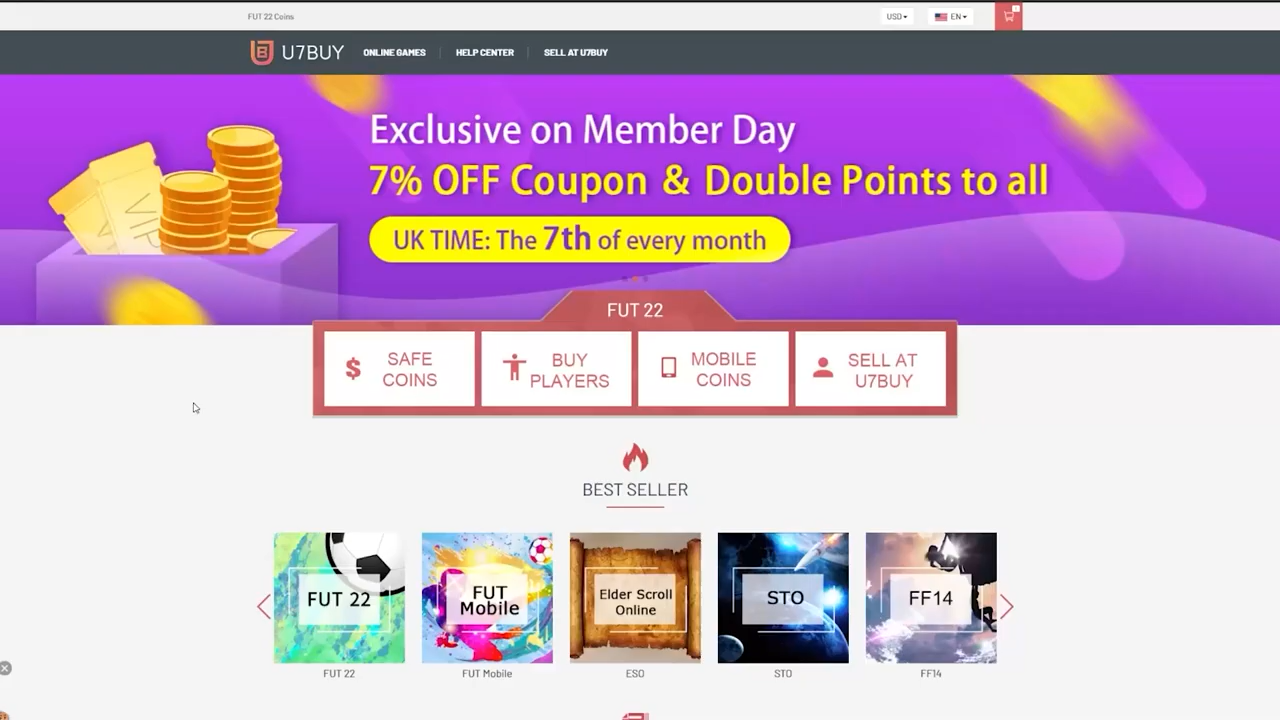 FUT 22 Coins
USD
EN
1
U7BUY
ONLINE GAMES
HELP CENTER
SELL AT U7BUY
Exclusive on Member Day
7% OFF Coupon & Double Points to all
UK TIME: The 7th of every month
FUT 22
SAFE
COINS
BUY
PLAYERS
MOBILE
COINS
SELL AT
U7BUY
BEST SELLER
FUT 22
FUT
Mobile
Elder Scroll
Online
STO
FF14
FUT 22
FUT Mobile
ESO
STO
FF14